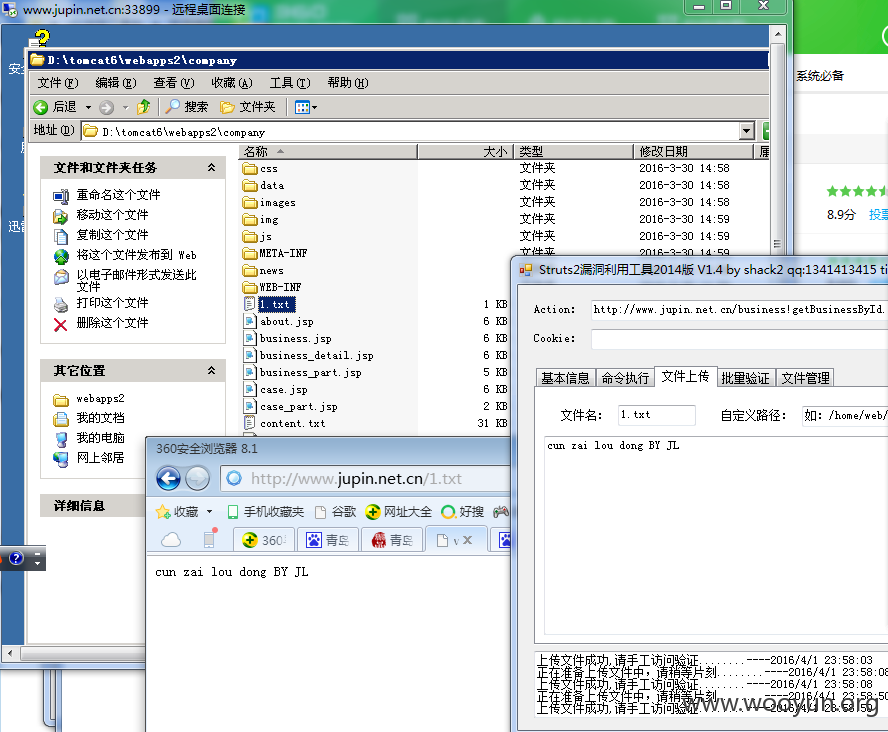 www.jupin.net.cn:33899 - 远程桌面连接
D:\tomcat6\webapps2\company
文件(F) 编辑(E) 查看(V) 收藏(A) 工具(T) 帮助(H)
后退 搜索 文件夹
地址(D) D:\tomcat6\webapps2\company
文件和文件夹任务
重命名这个文件
移动这个文件
复制这个文件
将这个文件发布到 Web
以电子邮件形式发送此
文件
打印这个文件
删除这个文件
其它位置
webapps2
我的文档
我的电脑
网上邻居
详细信息
名称 大小 类型 修改日期
css 文件夹 2016-3-30 14:58
data 文件夹 2016-3-30 14:58
images 文件夹 2016-3-30 14:58
img 文件夹 2016-3-30 14:59
js 文件夹 2016-3-30 14:59
META-INF 文件夹 2016-3-30 14:59
news
WEB-INF
1.txt 1 KB
about.jsp 6 KB
business.jsp 6 KB
business_detail.jsp 6 KB
business_part.jsp 5 KB
case.jsp 6 KB
case_part.jsp 2 KB
content.txt 31 KB
系统必备
8.9分
Struts2漏洞利用工具2014版 V1.4 by shack2 qq:1341413415
Action: http://www.jupin.net.cn/business!getBusinessById.
Cookie:
基本信息 命令执行 文件上传 批量验证 文件管理
文件名: 1.txt 自定义路径: 如: /home/web/
cun zai lou dong BY JL
上传文件成功,请手工访问验证........----2016/4/1 23:58:03
正在准备上传文件中,请稍等片刻........----2016/4/1 23:58:08
上传文件成功,请手工访问验证........----2016/4/1 23:58:08
正在准备上传文件中,请稍等片刻........----2016/4/1 23:58:50
上传文件成功,请手工访问验证........----2016/4/1 23:58:50
www.wooyun.org
360安全浏览器 8.1
http://www.jupin.net.cn/1.txt
收藏 手机收藏夹 谷歌 网址大全 好搜
360 青岛 青岛 v
cun zai lou dong BY JL